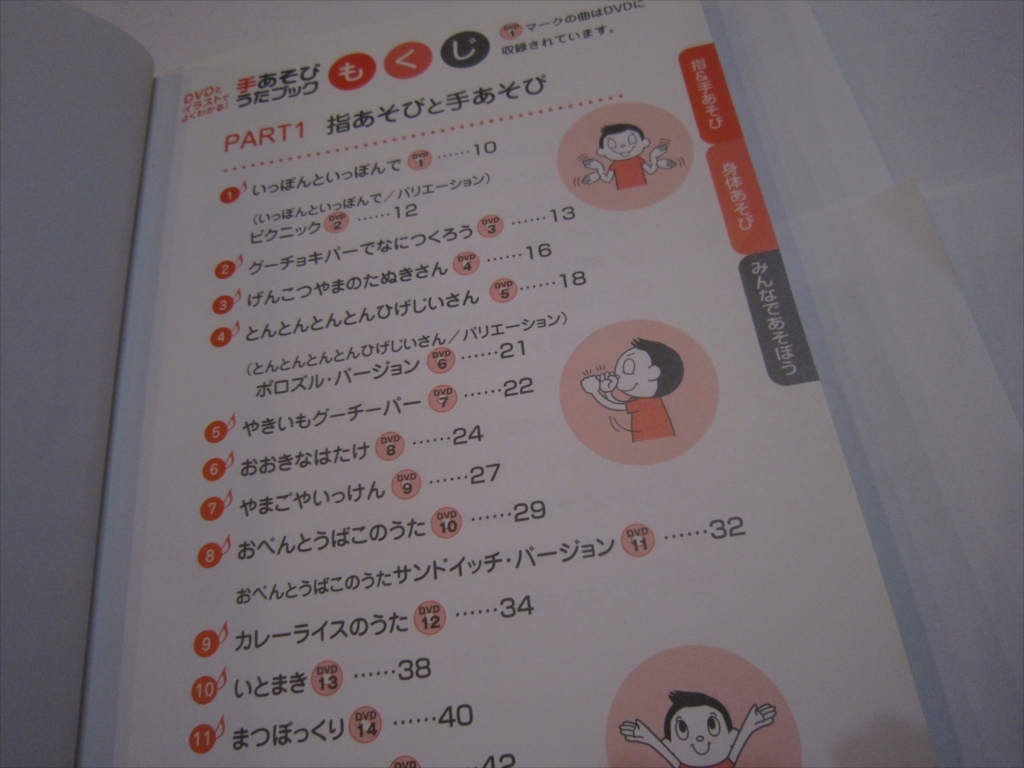 DVDと
イラストで
よくわかる!
手あそび
うたブック
もくじ
DVD 1 マークの曲はDVDに
収録されています。
PART1 指あそびと手あそび
1 いっぽんといっぽんで DVD 1 ……10
(いっぽんといっぽんで/バリエーション)
ピクニック DVD 2 ……12
2 グーチョキパーでなにつくろう DVD 3 ……13
3 げんこつやまのたぬきさん DVD 4 ……16
4 とんとんとんとんひげじいさん DVD 5 ……18
(とんとんとんとんひげじいさん/バリエーション)
ボロズル・バージョン DVD 6 ……21
5 やきいもグーチーパー DVD 7 ……22
6 おおきなはたけ DVD 8 ……24
7 やまごやいっけん DVD 9 ……27
8 おべんとうばこのうた DVD 10 ……29
おべんとうばこのうたサンドイッチ・バージョン DVD 11 ……32
9 カレーライスのうた DVD 12 ……34
10 いとまき DVD 13 ……38
11 まつぼっくり DVD 14 ……40
DVD ……42
指&手あそび
身体あそび
みんなであそぼう